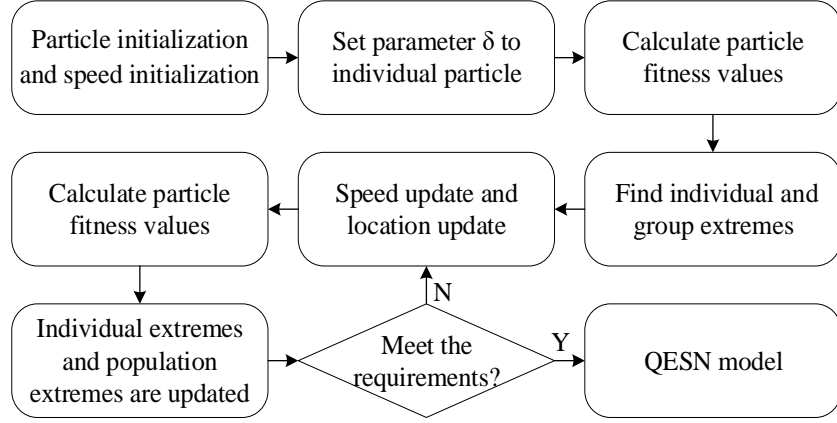 Particle initialization
and speed initialization
Set parameter δ to
individual particle
Calculate particle
fitness values
Find individual and
group extremes
Speed update and
location update
Calculate particle
fitness values
Individual extremes
and population
extremes are updated
Meet the
requirements?
N
Y
QESN model